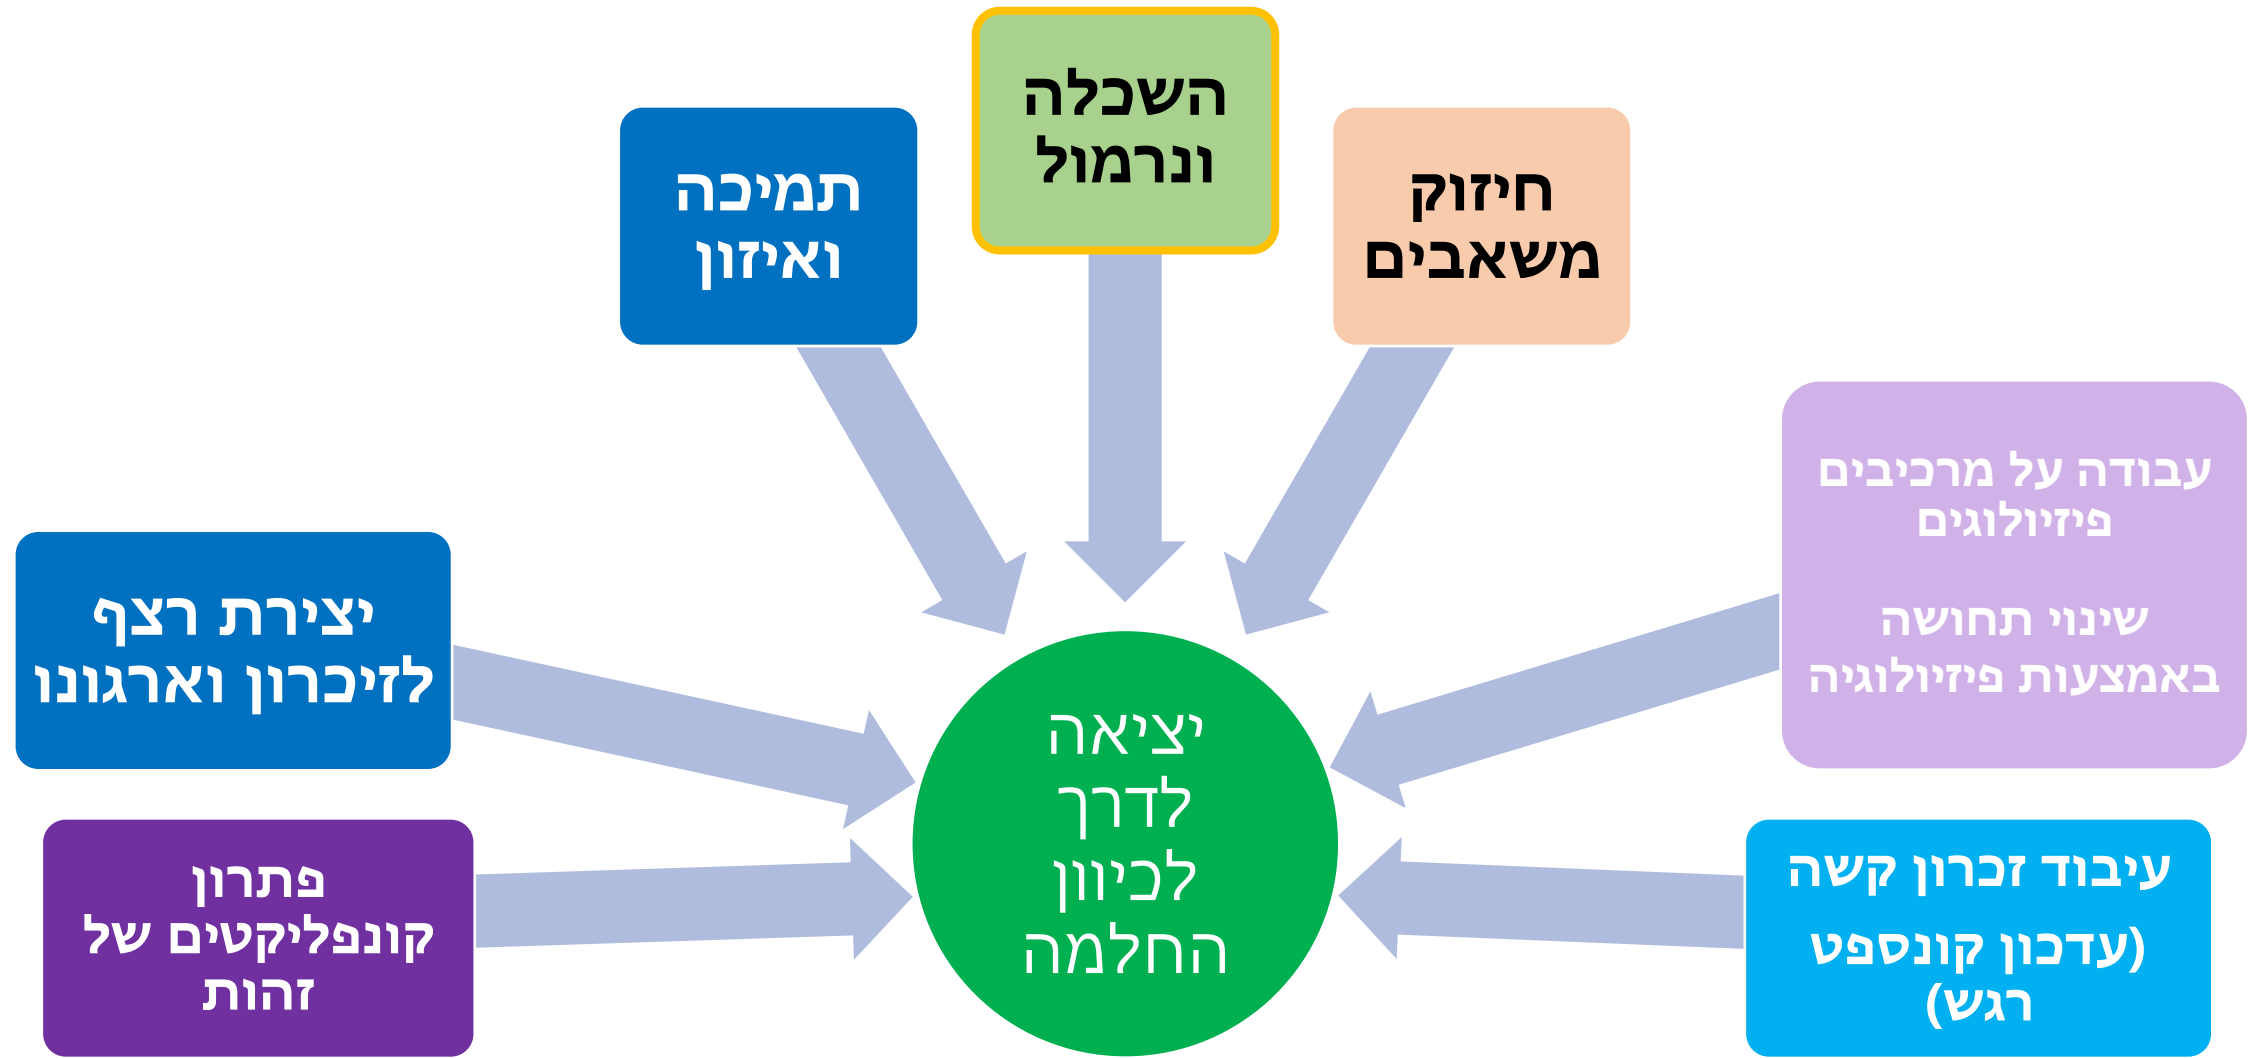 השכלה
ונרמול
חיזוק
משאבים
תמיכה
ואיזון
עבודה על מרכיבים
פיזיולוגים
שינוי תחושה
באמצעות פיזיולוגיה
יצירת רצף
לזיכרון וארגונו
יציאה
לדרך
לכיוון
החלמה
עיבוד זכרון קשה
(עדכון קונספט
רגש)
פתרון
קונפליקטים של
זהות